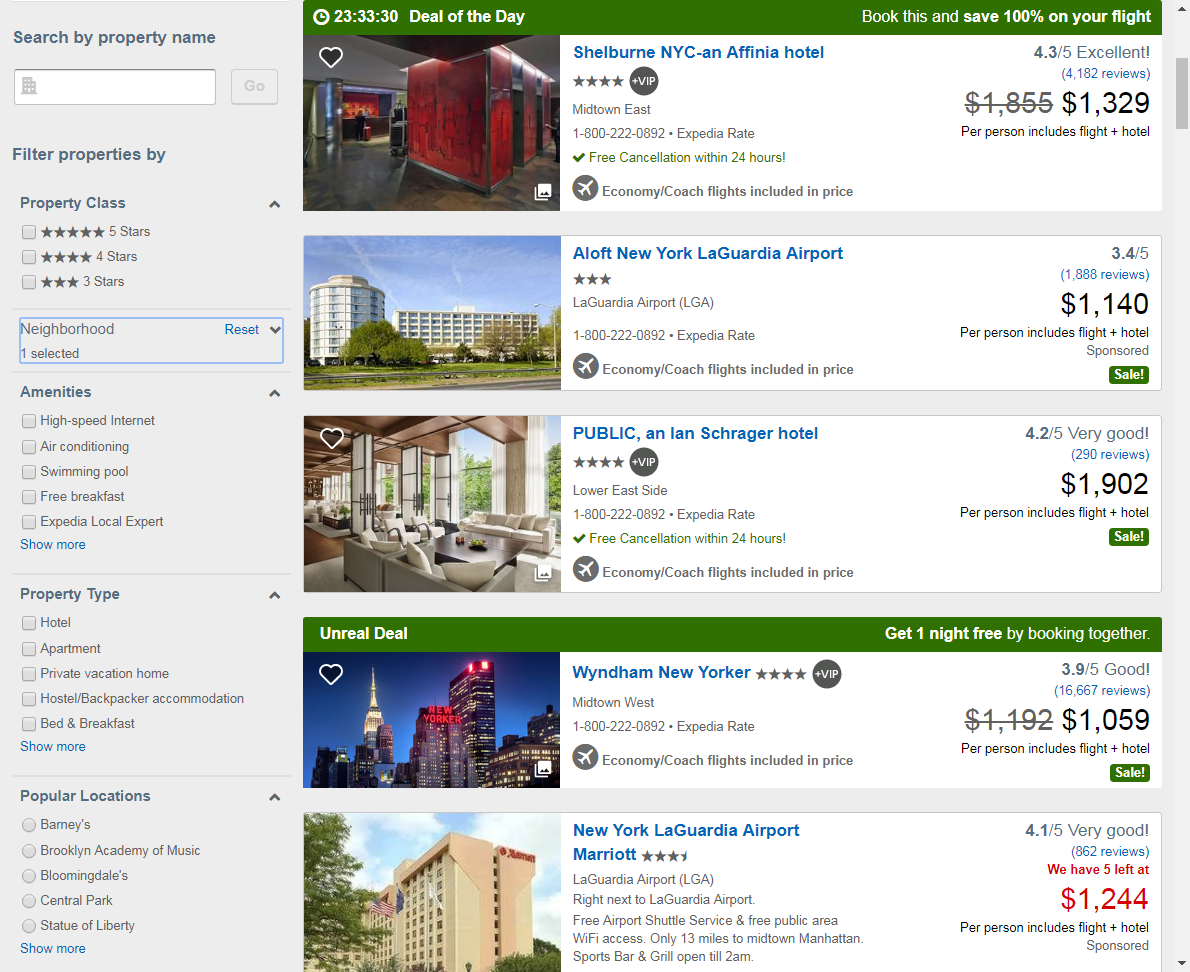 Search by property name
Go
Filter properties by
Property Class
5 Stars
4 Stars
3 Stars
Neighborhood Reset
1 selected
Amenities
High-speed Internet
Air conditioning
Swimming pool
Free breakfast
Expedia Local Expert
Show more
Property Type
Hotel
Apartment
Private vacation home
Hostel/Backpacker accommodation
Bed & Breakfast
Show more
Popular Locations
Barney's
Brooklyn Academy of Music
Bloomingdale's
Central Park
Statue of Liberty
Show more
23:33:30 Deal of the Day Book this and save 100% on your flight
Shelburne NYC-an Affinia hotel
+VIP
Midtown East
1-800-222-0892 • Expedia Rate
Free Cancellation within 24 hours!
Economy/Coach flights included in price
4.3/5 Excellent!
(4,182 reviews)
$1,855 $1,329
Per person includes flight + hotel
Aloft New York LaGuardia Airport
LaGuardia Airport (LGA)
1-800-222-0892 • Expedia Rate
Economy/Coach flights included in price
3.4/5
(1,888 reviews)
$1,140
Per person includes flight + hotel
Sponsored
Sale!
PUBLIC, an Ian Schrager hotel
+VIP
Lower East Side
1-800-222-0892 • Expedia Rate
Free Cancellation within 24 hours!
Economy/Coach flights included in price
4.2/5 Very good!
(290 reviews)
$1,902
Per person includes flight + hotel
Sale!
Unreal Deal Get 1 night free by booking together.
NEW
YORKER
Wyndham New Yorker +VIP
Midtown West
1-800-222-0892 • Expedia Rate
Economy/Coach flights included in price
3.9/5 Good!
(16,667 reviews)
$1,192 $1,059
Per person includes flight + hotel
Sale!
Marriott
New York LaGuardia Airport
Marriott
LaGuardia Airport (LGA)
Right next to LaGuardia Airport.
Free Airport Shuttle Service & free public area
WiFi access. Only 13 miles to midtown Manhattan.
Sports Bar & Grill open till 2am.
4.1/5 Very good!
(862 reviews)
We have 5 left at
$1,244
Per person includes flight + hotel
Sponsored